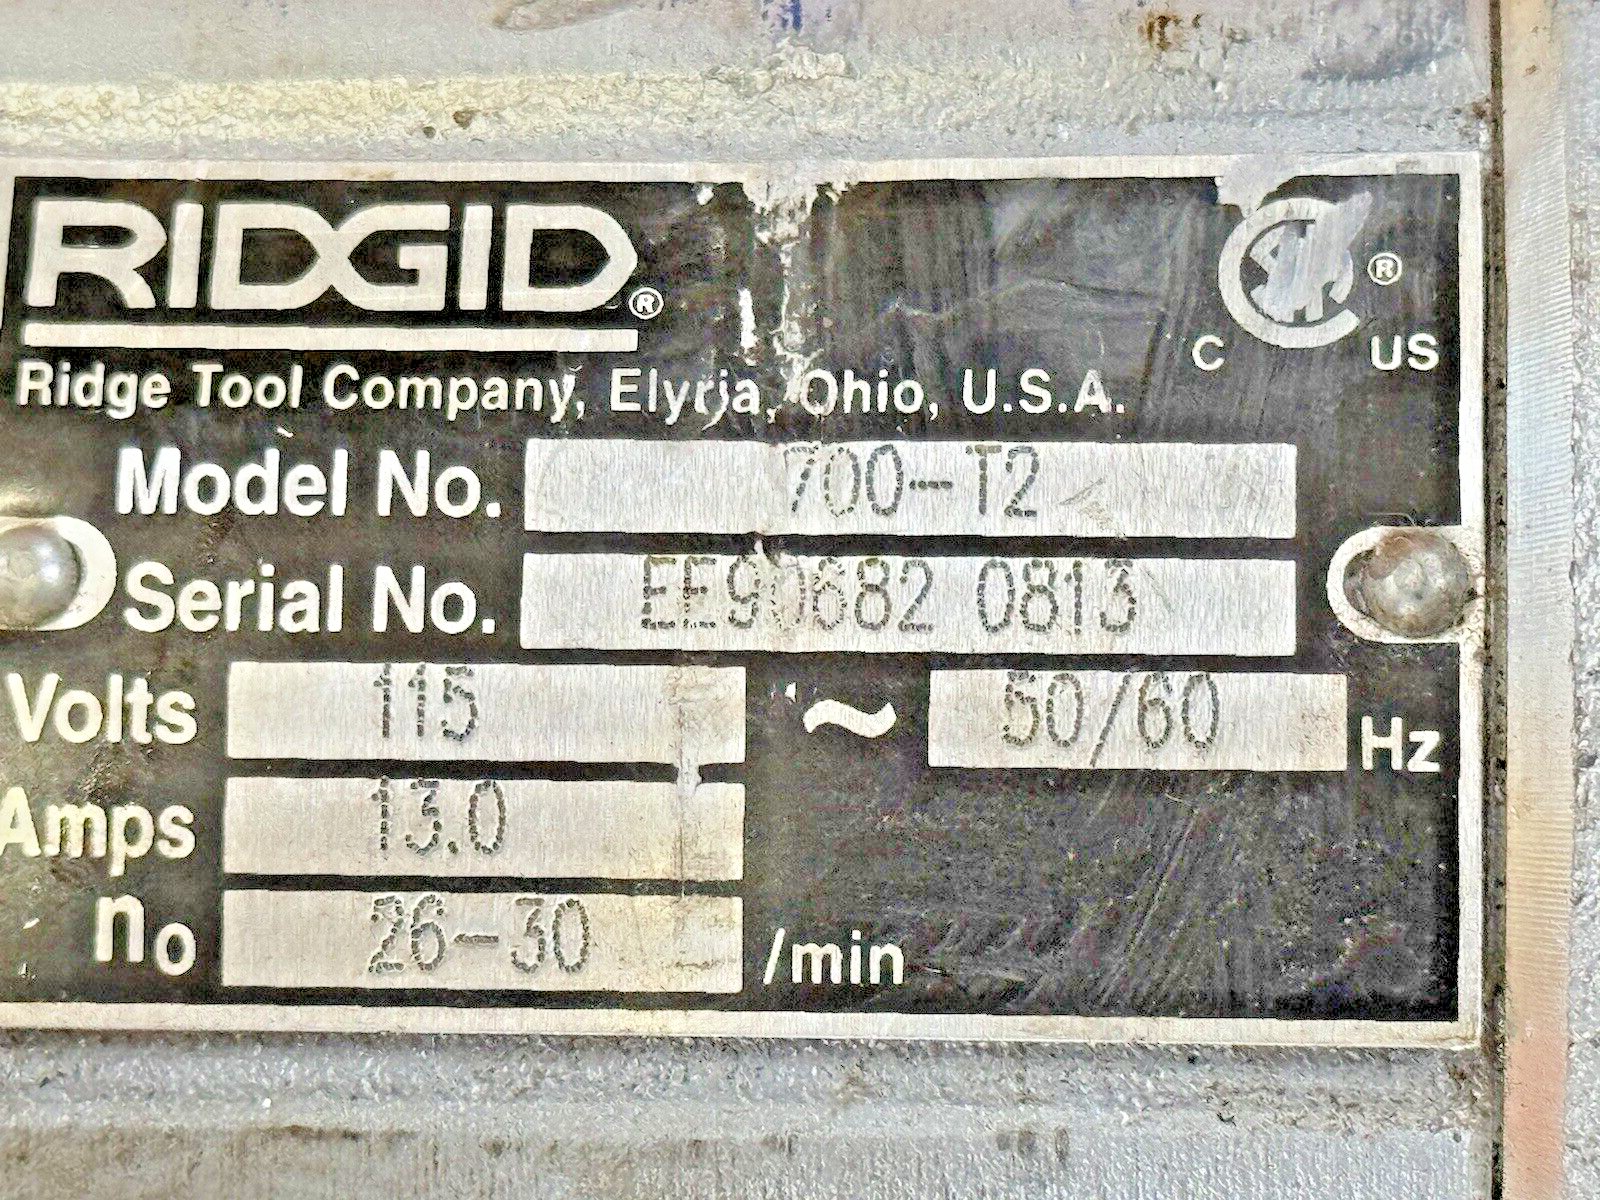 RIDGID®
Ridge Tool Company, Elyria, Ohio, U.S.A.
C ® US
Model No. 700-T2
Serial No. EE90682 0813
Volts 115 ~ 50/60 Hz
Amps 13.0
no 26-30 /min